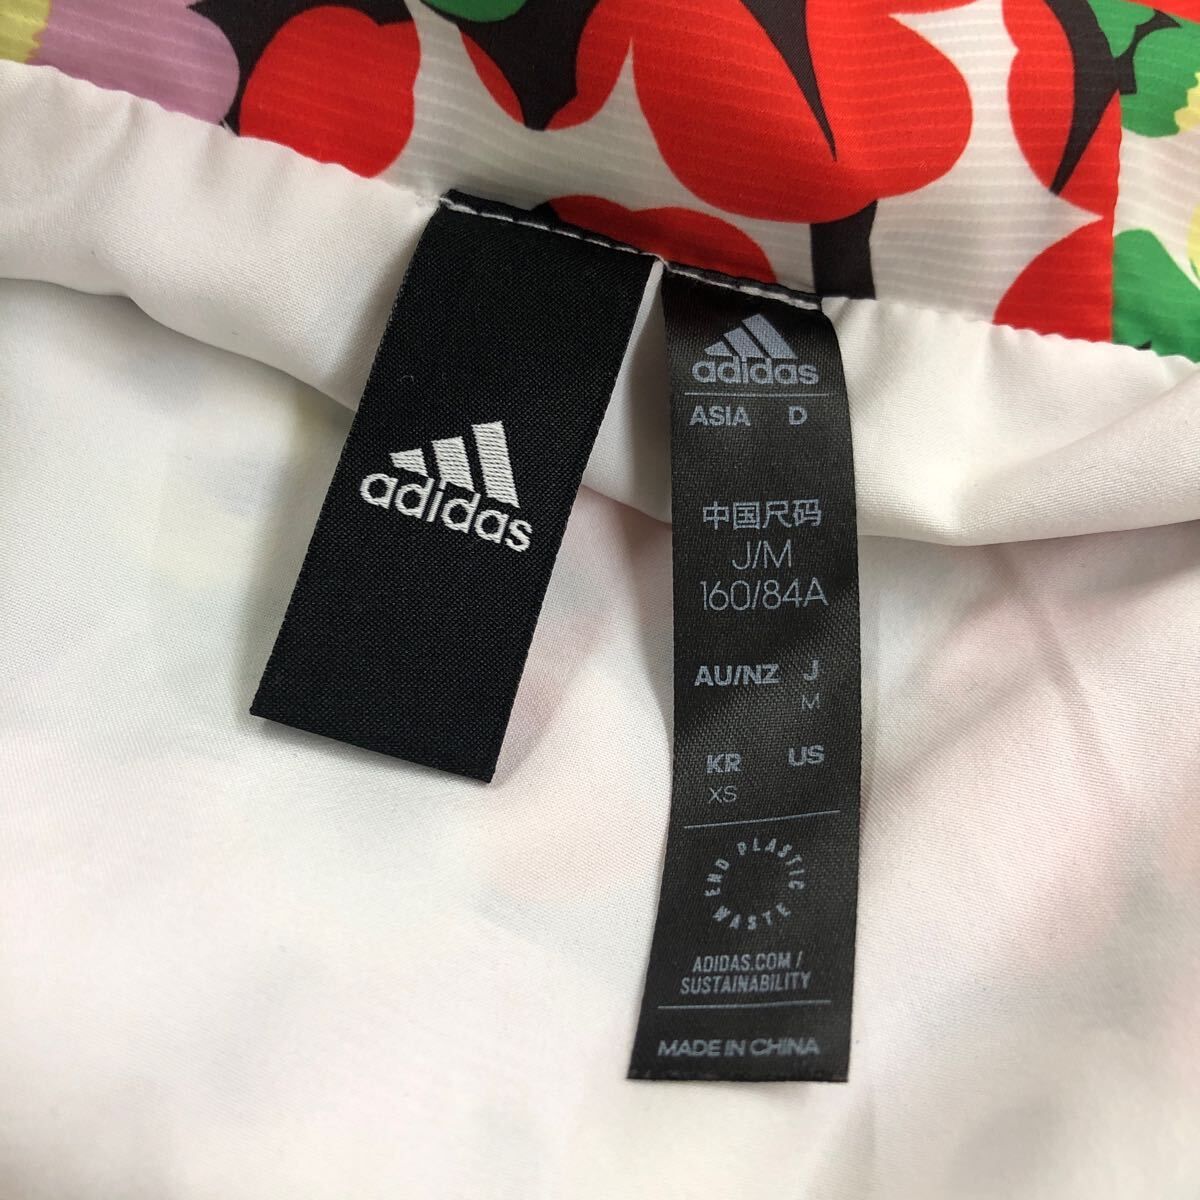 adidas
adidas
ASIA D
中国尺码
J/M
160/84A
AU/NZ J
M
KR US
XS
END PLASTIC WASTE
ADIDAS.COM /
SUSTAINABILITY
MADE IN CHINA